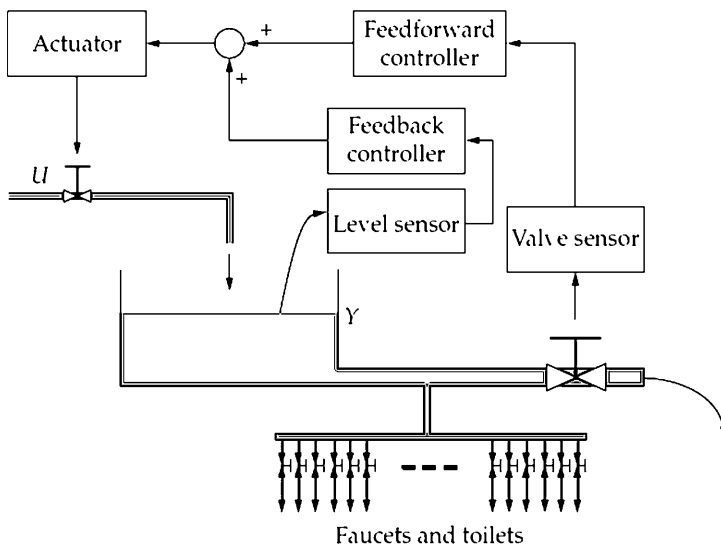 Actuator
+
Feedforward
controller
+
Feedback
controller
U
Level sensor
Valve sensor
Y
Faucets and toilets